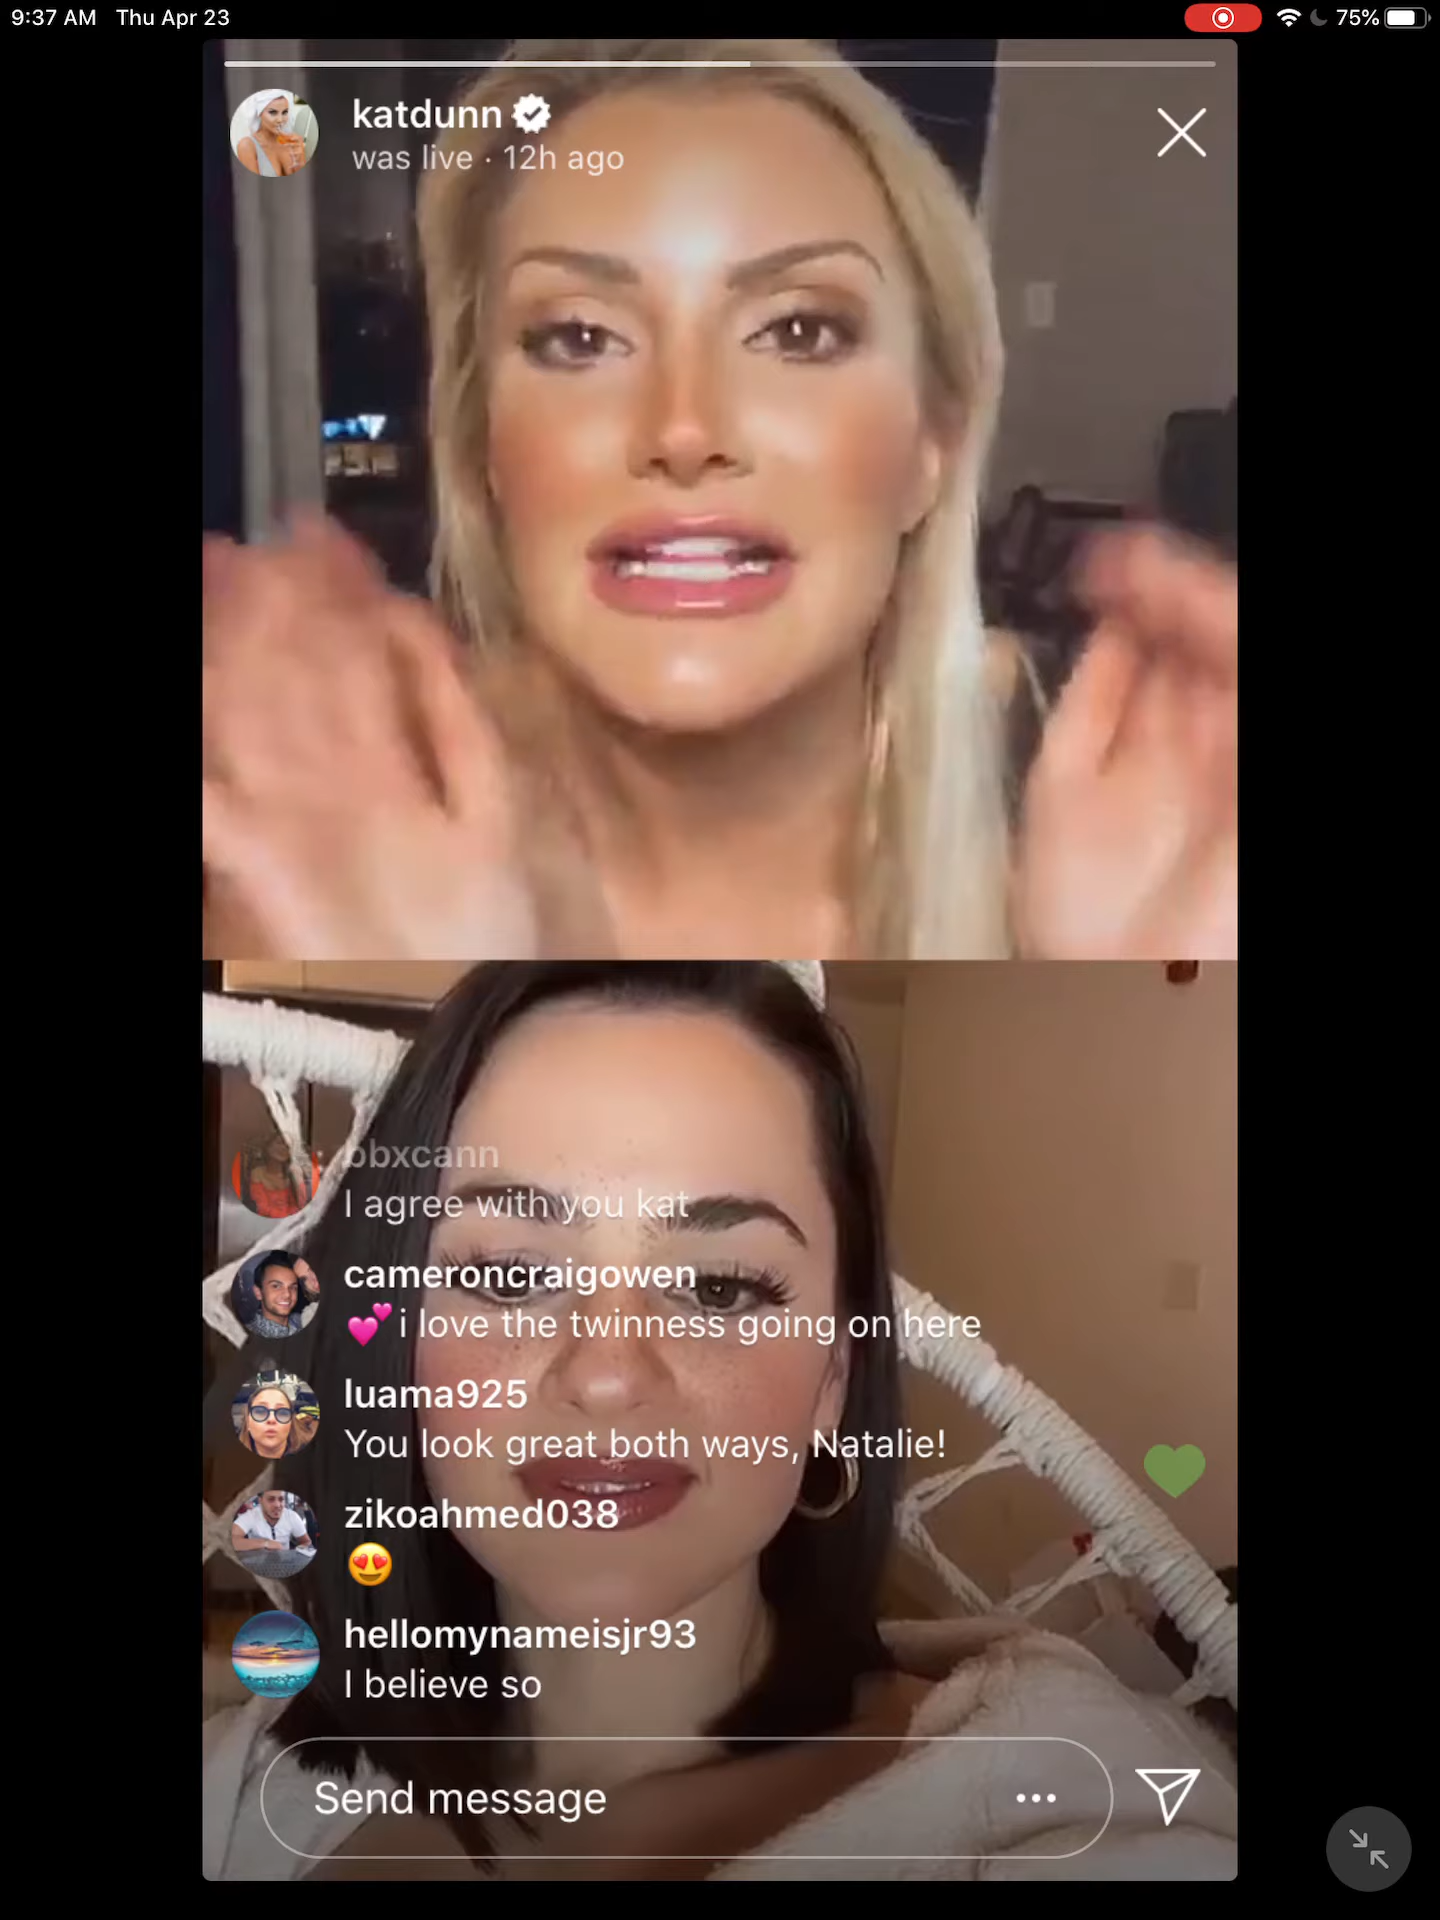 9:37 AM Thu Apr 23
75%
katdunn
was live · 12h ago
bbxcann
I agree with you kat
cameroncraigowen
💕 i love the twinness going on here
luama925
You look great both ways, Natalie!
zikoahmed038
😍
hellomynameisjr93
I believe so
Send message